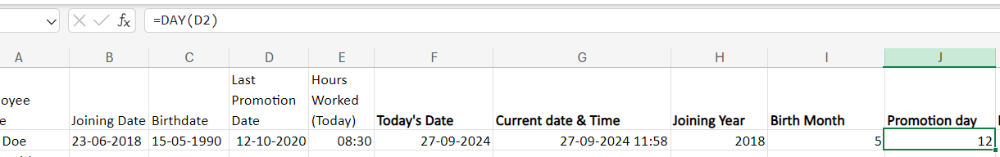 fx =DAY(D2)
A B C D E F G H I J
Last Hours
oyee Promotion Worked
e Joining Date Birthdate Date (Today) Today's Date Current date & Time Joining Year Birth Month Promotion day
Doe 23-06-2018 15-05-1990 12-10-2020 08:30 27-09-2024 27-09-2024 11:58 2018 5 12